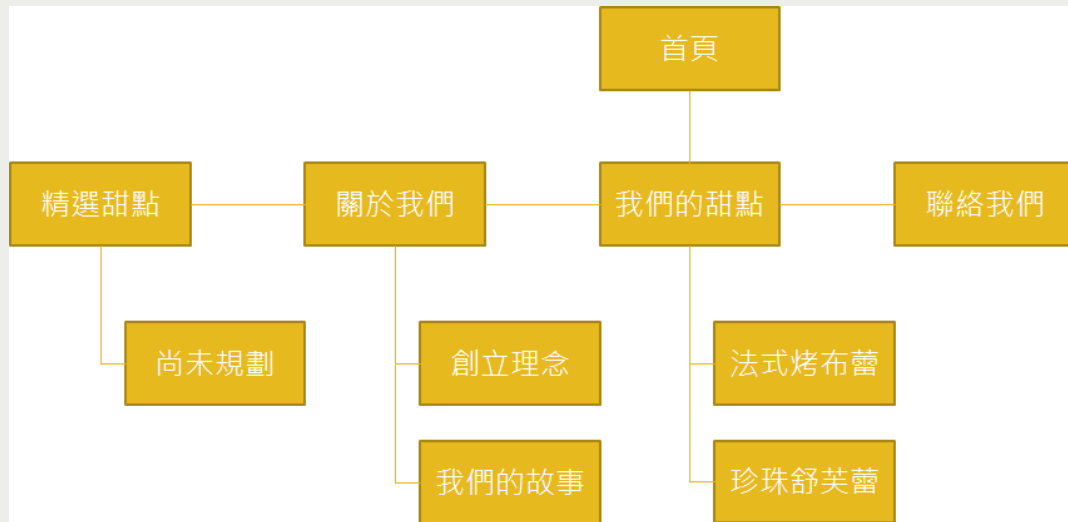 首頁
精選甜點
關於我們
我們的甜點
聯絡我們
尚未規劃
創立理念
法式烤布蕾
我們的故事
珍珠舒芙蕾